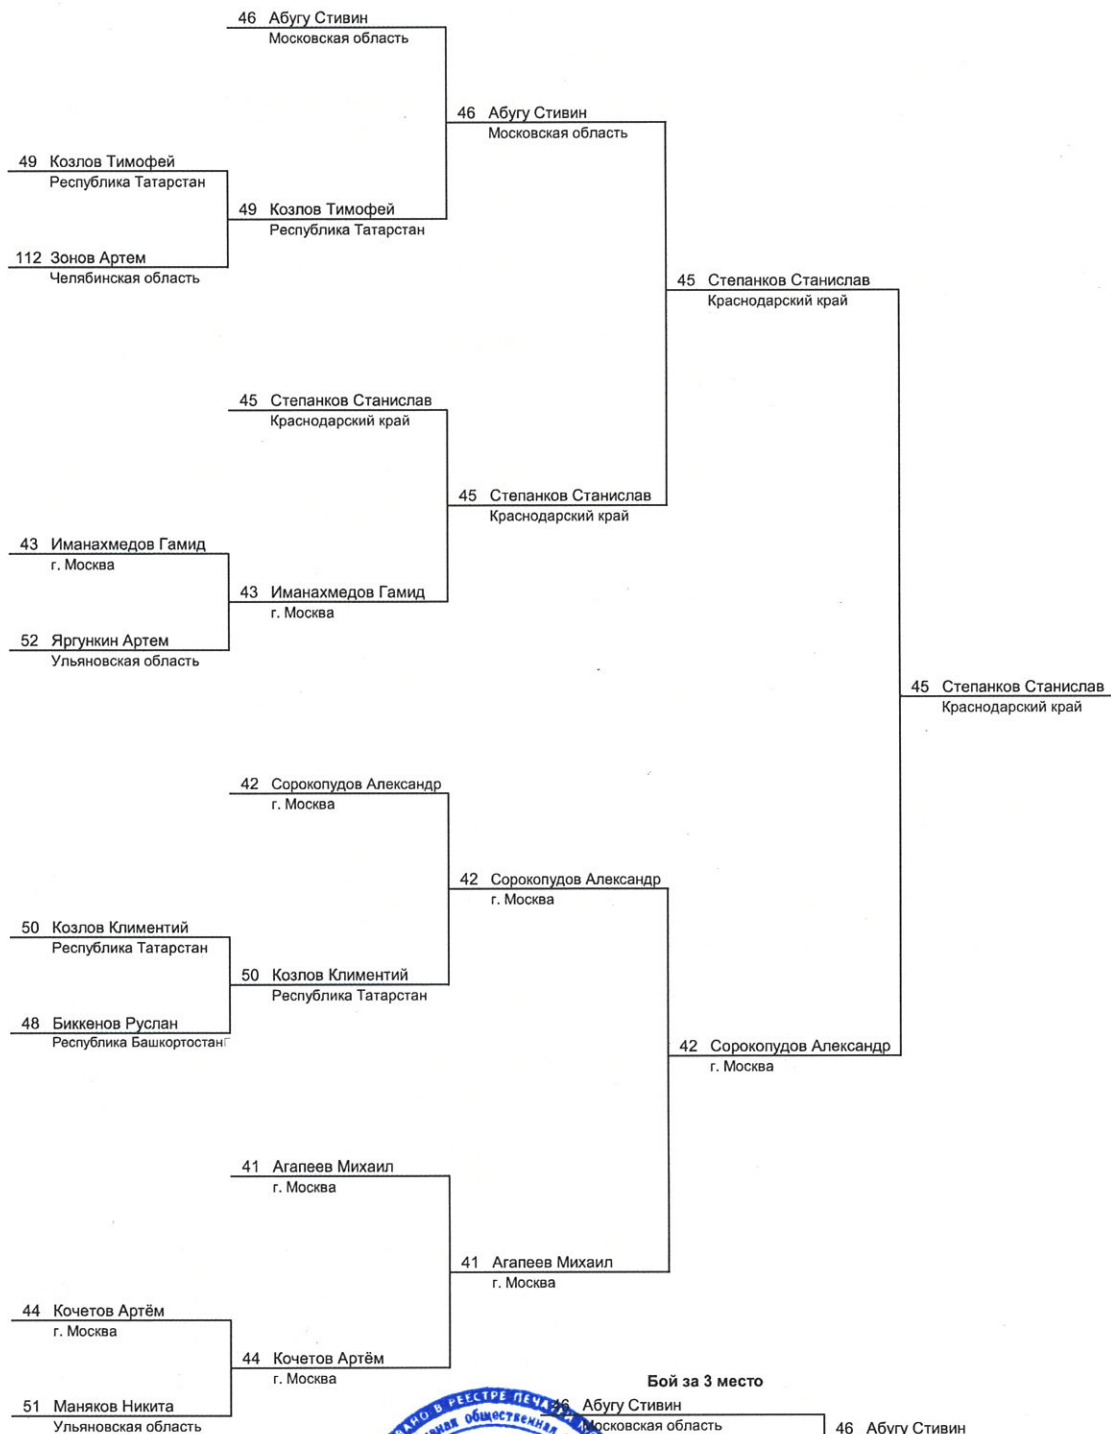 46 Абугу Стивин
Московская область
46 Абугу Стивин
Московская область
49 Козлов Тимофей
Республика Татарстан
49 Козлов Тимофей
Республика Татарстан
112 Зонов Артем
Челябинская область
45 Степанков Станислав
Краснодарский край
45 Степанков Станислав
Краснодарский край
45 Степанков Станислав
Краснодарский край
43 Иманахмедов Гамид
г. Москва
43 Иманахмедов Гамид
г. Москва
52 Яргункин Артем
Ульяновская область
45 Степанков Станислав
Краснодарский край
42 Сорокопудов Александр
г. Москва
42 Сорокопудов Александр
г. Москва
50 Козлов Климентий
Республика Татарстан
50 Козлов Климентий
Республика Татарстан
48 Биккенов Руслан
Республика Башкортостан
42 Сорокопудов Александр
г. Москва
41 Агапеев Михаил
г. Москва
41 Агапеев Михаил
г. Москва
44 Кочетов Артём
г. Москва
44 Кочетов Артём
г. Москва
51 Маняков Никита
Ульяновская область
Бой за 3 место
46 Абугу Стивин
Московская область
46 Абугу Стивин
В РЕЕСТРЕ
общественная